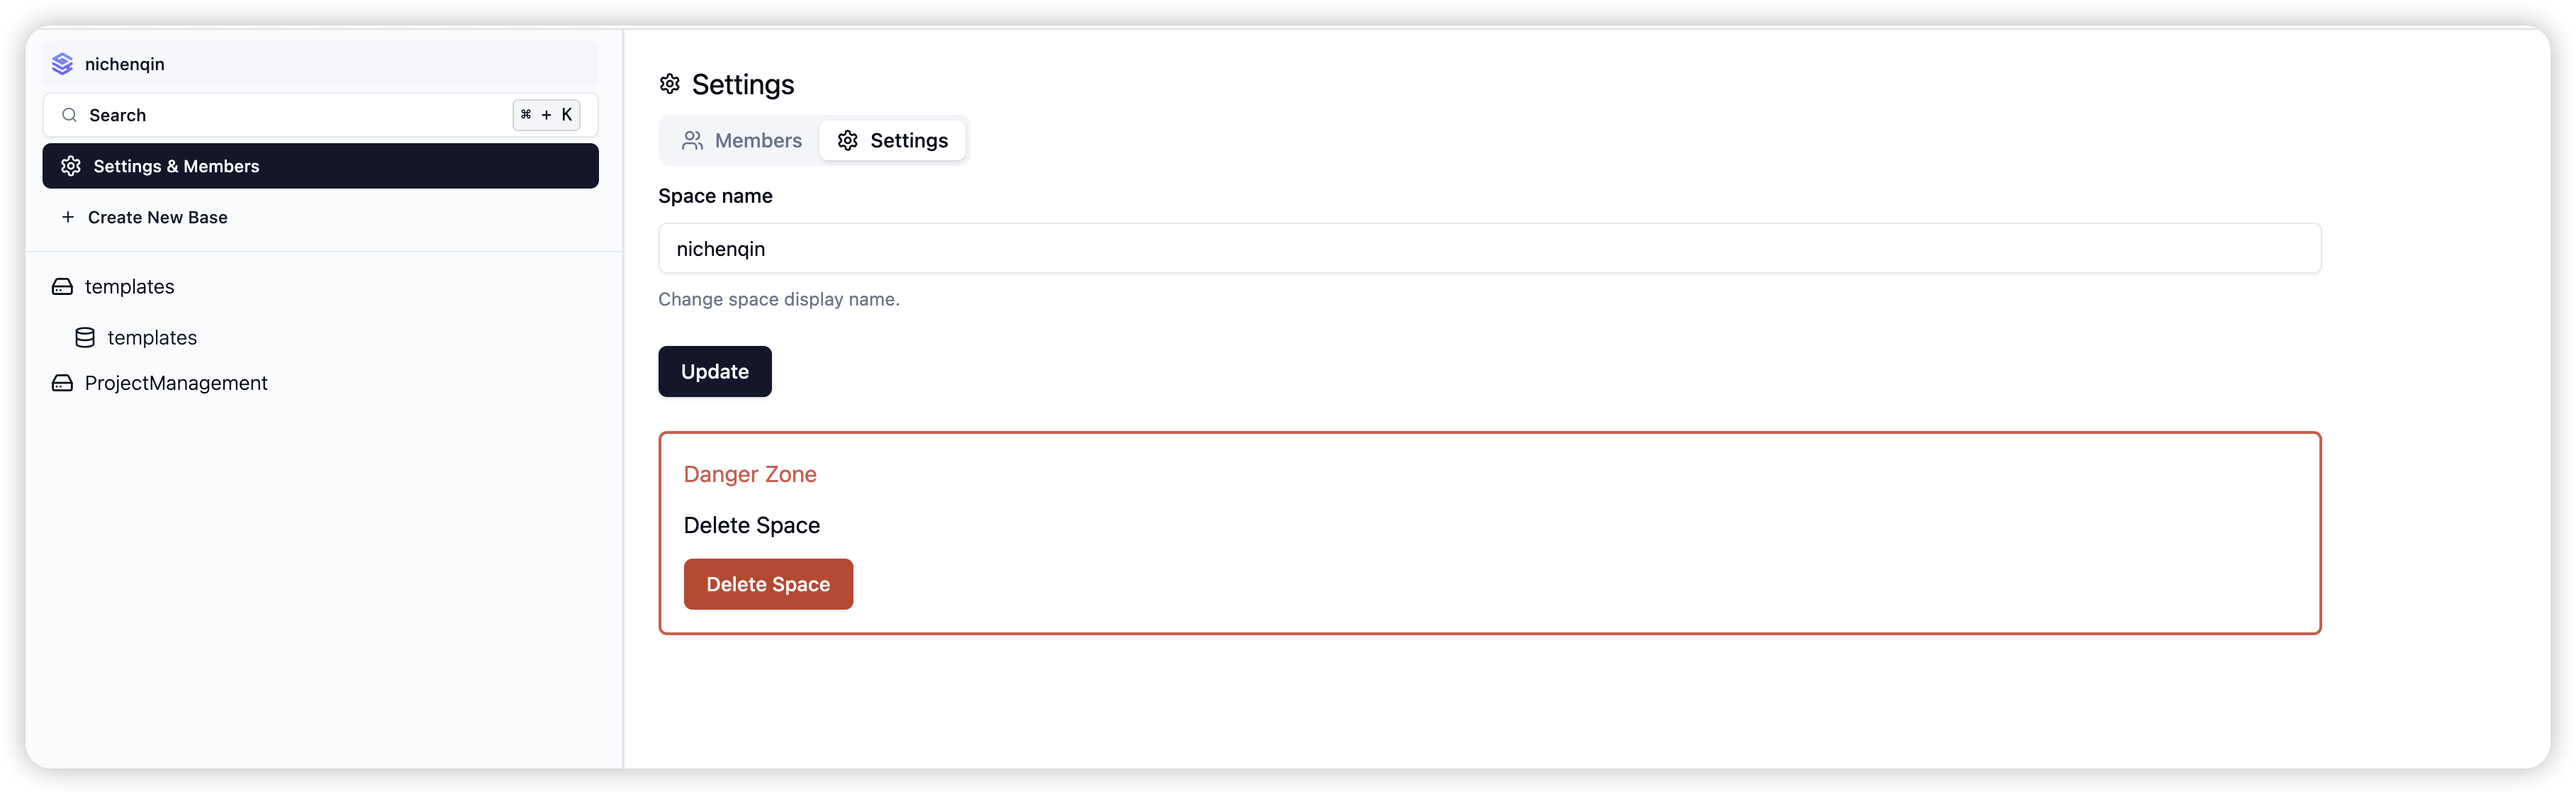 nichenqin
Search
⌘ + K
Settings & Members
+ Create New Base
templates
templates
ProjectManagement
Settings
Members
Settings
Space name
nichenqin
Change space display name.
Update
Danger Zone
Delete Space
Delete Space